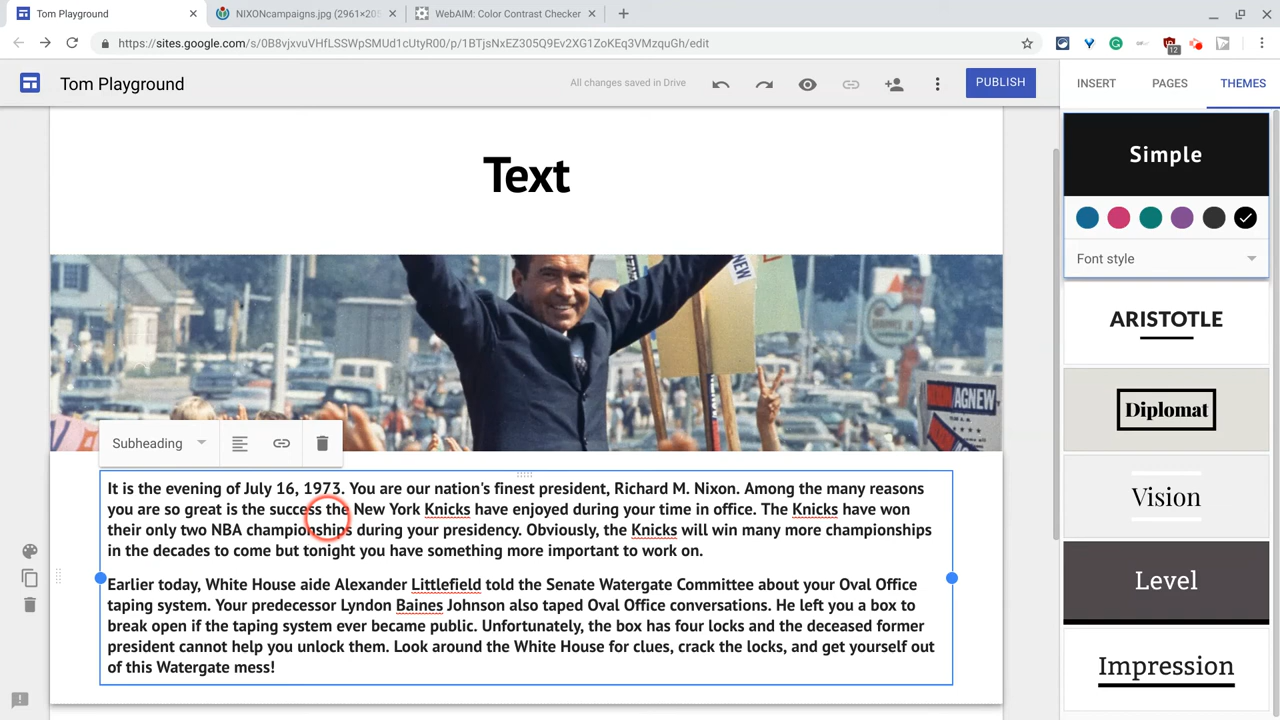 Tom Playground
NIXONcampaigns.jpg (2961×205
WebAIM: Color Contrast Checker
https://sites.google.com/s/0B8vjxvuVHfLSSWpSMUd1cUtyR00/p/1BTjsNxEZ305Q9Ev2XG1ZoKEq3VMzquGh/edit
12
Tom Playground
All changes saved in Drive
PUBLISH
INSERT
PAGES
THEMES
Text
NEW
NIXON
AGNEW
Subheading
It is the evening of July 16, 1973. You are our nation's finest president, Richard M. Nixon. Among the many reasons
you are so great is the success the New York Knicks have enjoyed during your time in office. The Knicks have won
their only two NBA championships during your presidency. Obviously, the Knicks will win many more championships
in the decades to come but tonight you have something more important to work on.
Earlier today, White House aide Alexander Littlefield told the Senate Watergate Committee about your Oval Office
taping system. Your predecessor Lyndon Baines Johnson also taped Oval Office conversations. He left you a box to
break open if the taping system ever became public. Unfortunately, the box has four locks and the deceased former
president cannot help you unlock them. Look around the White House for clues, crack the locks, and get yourself out
of this Watergate mess!
Simple
Font style
ARISTOTLE
Diplomat
Vision
Level
Impression